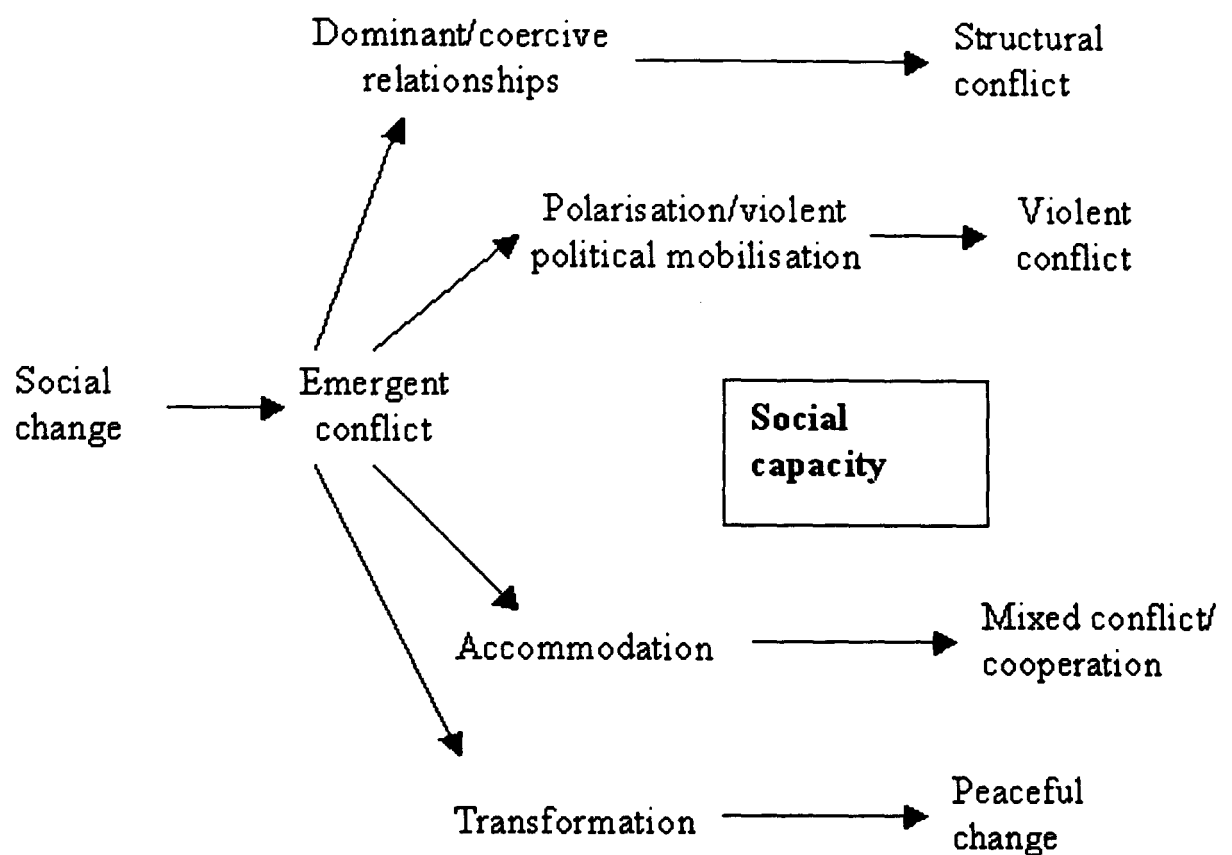 Dominant/coercive
relationships
Structural
conflict
Polarisation/violent
political mobilisation
Violent
conflict
Social
change
Emergent
conflict
Social
capacity
Accommodation
Mixed conflict/
cooperation
Transformation
Peaceful
change